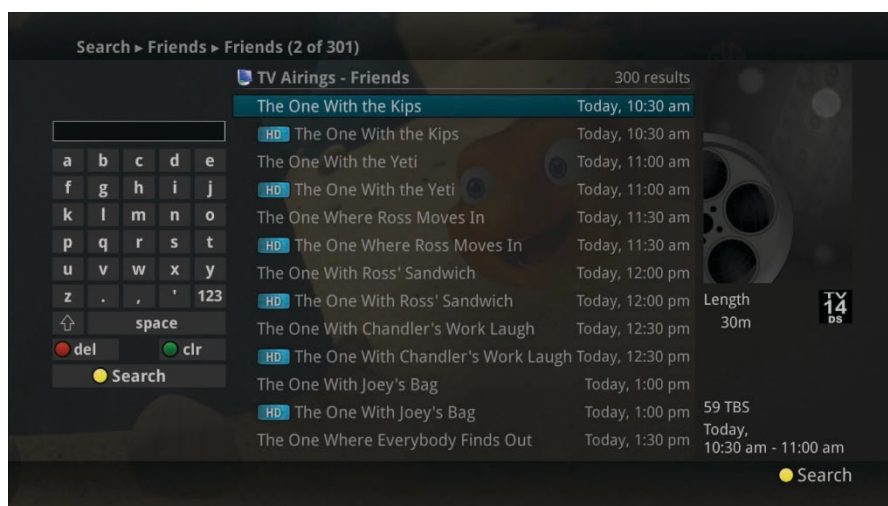 Search ▸ Friends ▸ Friends (2 of 301)
TV Airings - Friends 300 results
The One With the Kips Today, 10:30 am
HD The One With the Kips Today, 10:30 am
The One With the Yeti Today, 11:00 am
HD The One With the Yeti Today, 11:00 am
The One Where Ross Moves In Today, 11:30 am
HD The One Where Ross Moves In Today, 11:30 am
The One With Ross' Sandwich Today, 12:00 pm
HD The One With Ross' Sandwich Today, 12:00 pm
The One With Chandler's Work Laugh Today, 12:30 pm
HD The One With Chandler's Work Laugh Today, 12:30 pm
The One With Joey's Bag Today, 1:00 pm
HD The One With Joey's Bag Today, 1:00 pm
The One Where Everybody Finds Out Today, 1:30 pm
a b c d e
f g h i j
k l m n o
p q r s t
u v w x y
z . , ' 123
space
del clr
Search
Length
30m
TV
14
DS
59 TBS
Today,
10:30 am - 11:00 am
Search